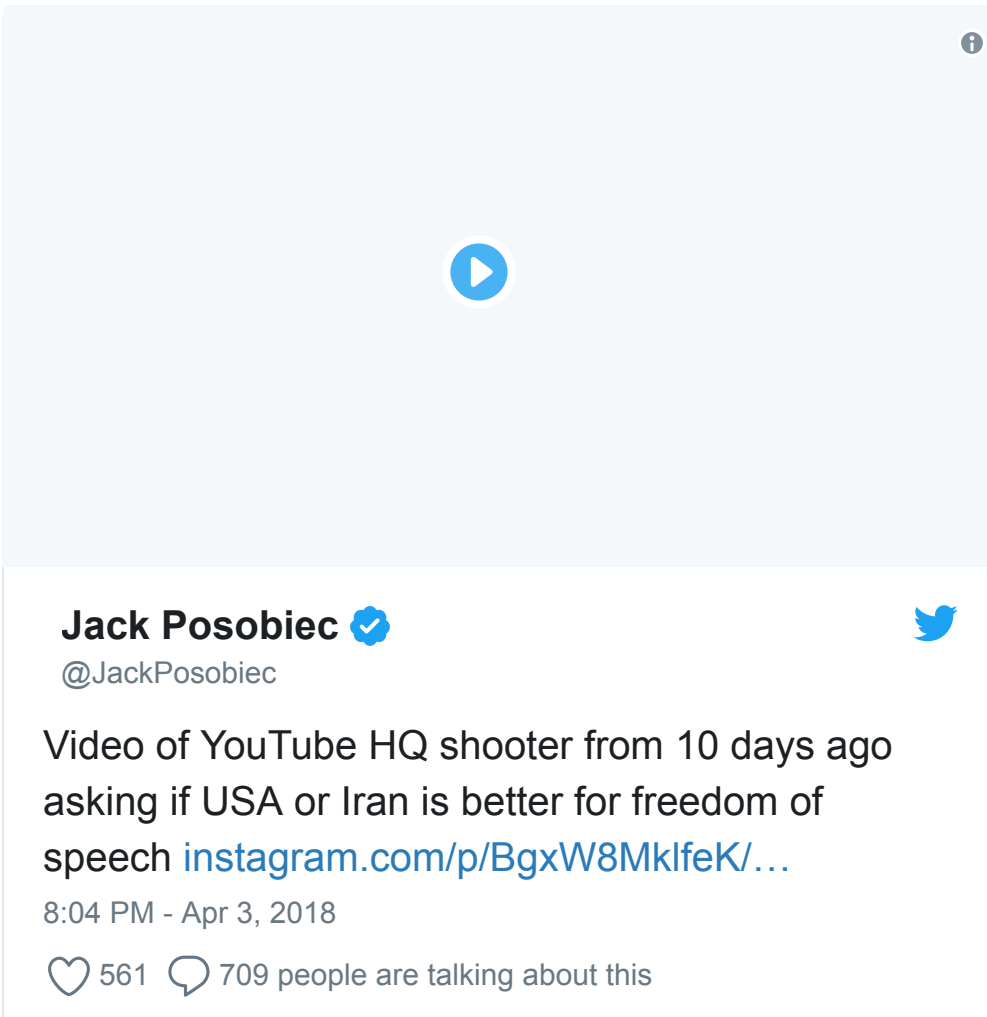 Jack Posobiec
@JackPosobiec
Video of YouTube HQ shooter from 10 days ago
asking if USA or Iran is better for freedom of
speech instagram.com/p/BgxW8MklfeK/…
8:04 PM - Apr 3, 2018
561 709 people are talking about this